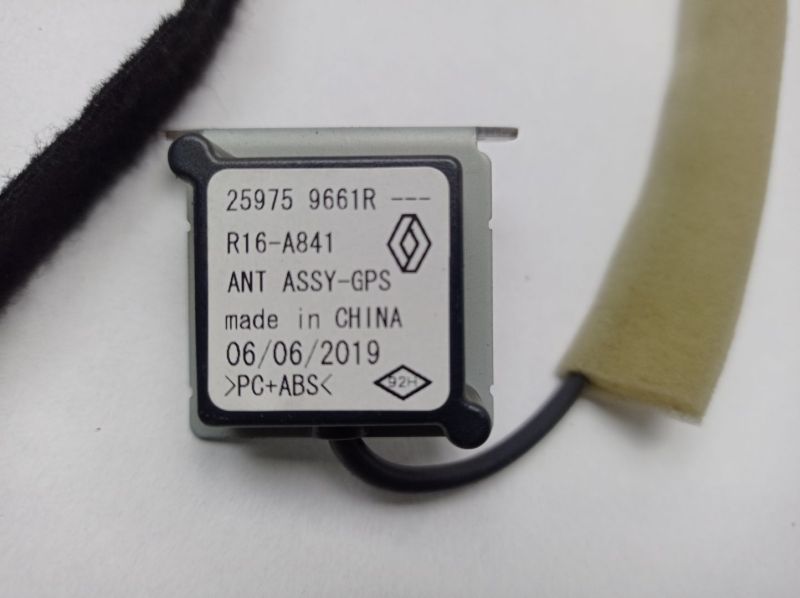 25975 9661R ---
R16-A841
ANT ASSY-GPS
made in CHINA
06/06/2019
>PC+ABS<
92H